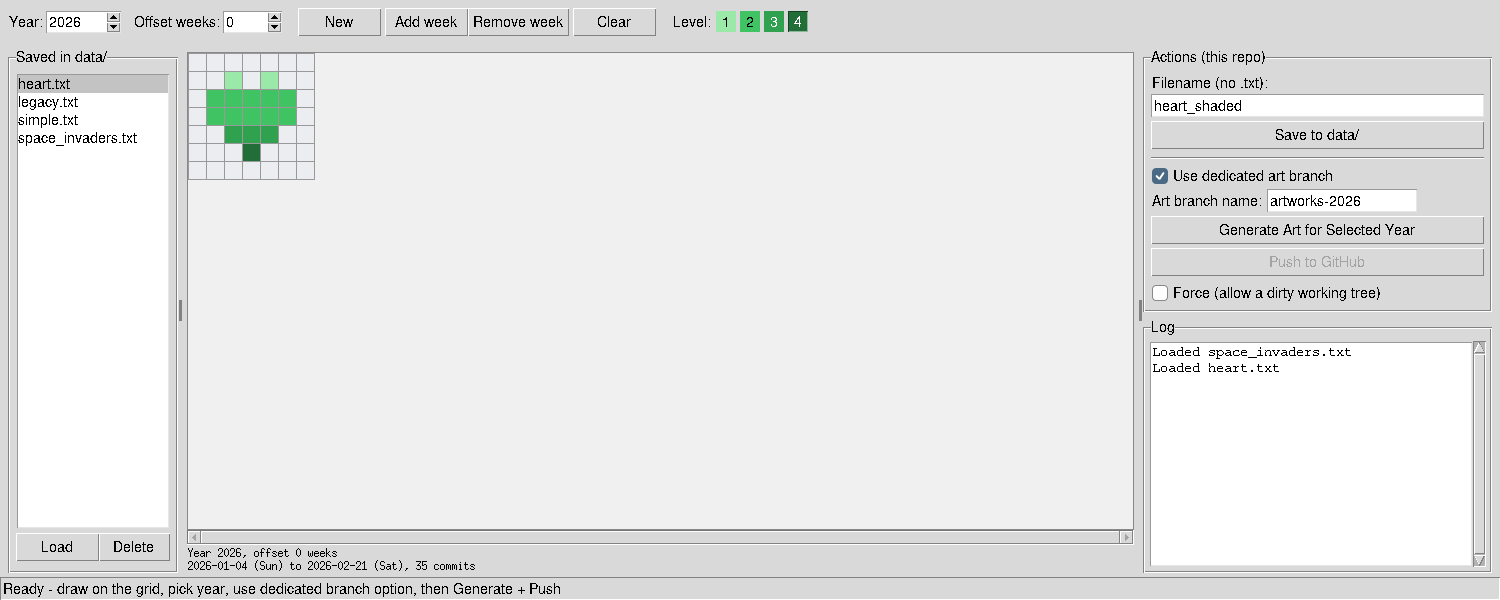 Year: 2026 Offset weeks: 0 New Add week Remove week Clear Level: 1 2 3 4
Saved in data/
heart.txt
legacy.txt
simple.txt
space_invaders.txt
Load Delete
Year 2026, offset 0 weeks
2026-01-04 (Sun) to 2026-02-21 (Sat), 35 commits
Actions (this repo)
Filename (no .txt):
heart_shaded
Save to data/
Use dedicated art branch
Art branch name: artworks-2026
Generate Art for Selected Year
Push to GitHub
Force (allow a dirty working tree)
Log
Loaded space_invaders.txt
Loaded heart.txt
Ready - draw on the grid, pick year, use dedicated branch option, then Generate + Push